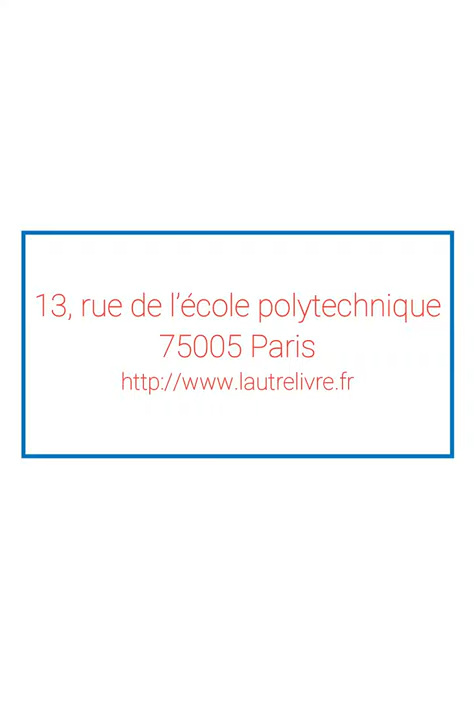 13, rue de l’école polytechnique
75005 Paris
http://www.lautrelivre.fr